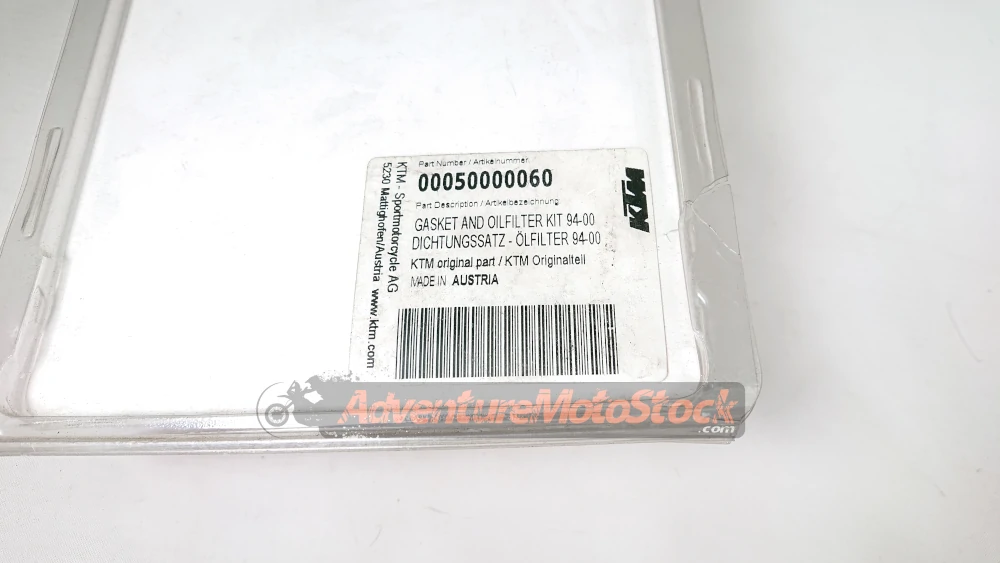 Part Number / Artikelnummer
00050000060
Part Description / Artikelbezeichnung
GASKET AND OILFILTER KIT 94-00
DICHTUNGSSATZ - ÖLFILTER 94-00
KTM original part / KTM Originalteil
MADE IN AUSTRIA
KTM - Sportmotorcycle AG
5230 Mattighofen/Austria www.ktm.com
KTM
AdventureMotoStock
.com